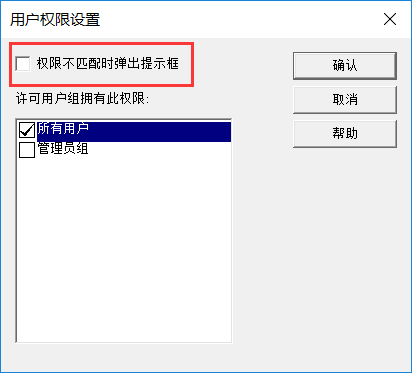 用户权限设置
权限不匹配时弹出提示框
确认
许可用户组拥有此权限:
取消
所有用户
帮助
管理员组